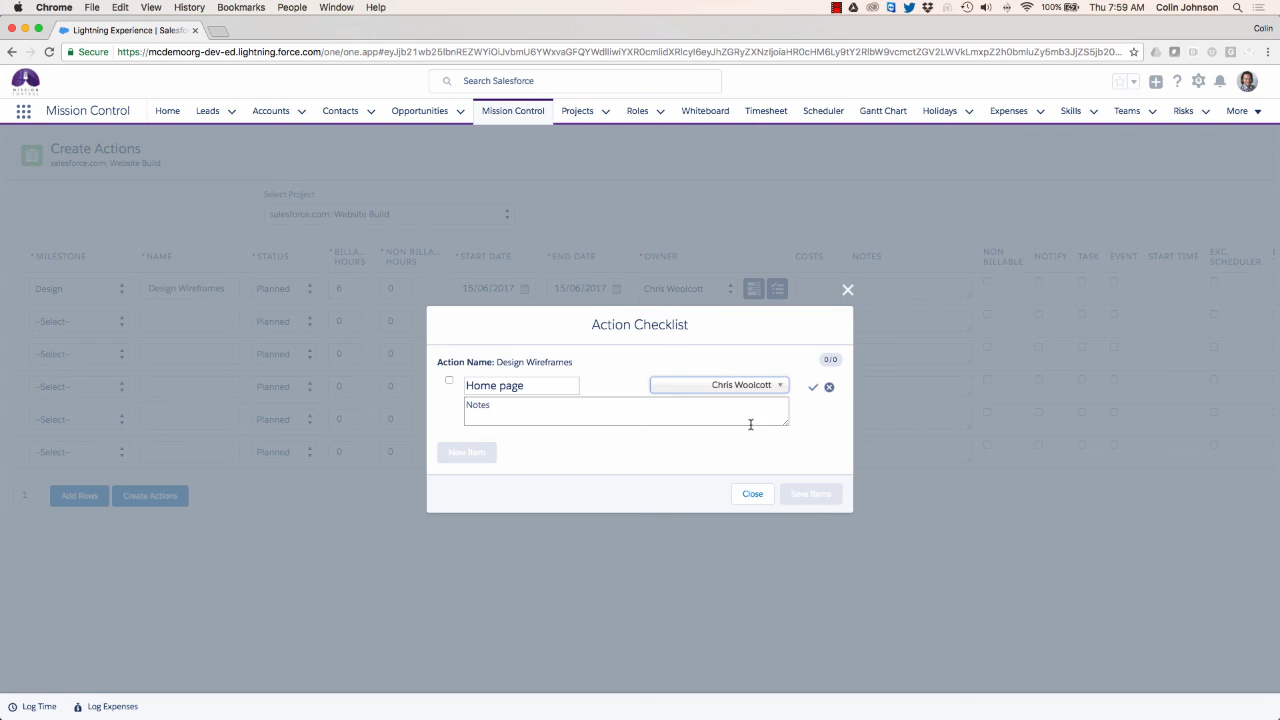 Chrome File Edit View History Bookmarks People Window Help 100% Thu 7:59 AM Colin Johnson
Lightning Experience | Salesfo Colin
Secure https://mcdemoorg-dev-ed.lightning.force.com/one/one.app#
Search Salesforce
Mission Control Home Leads Accounts Contacts Opportunities Mission Control Projects Roles Whiteboard Timesheet Scheduler Gantt Chart Holidays Expenses Skills Teams Risks More
Create Actions
salesforce.com: Website Build
Select Project
salesforce.com: Website Build
* MILESTONE * NAME * STATUS * BILLA... HOURS * NON BILLA... HOURS * START DATE * END DATE * OWNER COSTS NOTES NON BILLABLE NOTIFY TASK EVENT START TIME EXC. SCHEDULER
Design Design Wireframes Planned 6 0 15/06/2017 15/06/2017 Chris Woolcott
--Select-- Planned 0 0
--Select-- Planned 0 0
--Select-- Planned 0 0
--Select-- Planned 0 0
--Select-- Planned 0 0
1 Add Rows Create Actions
Action Checklist
Action Name: Design Wireframes 0/0
Home page Chris Woolcott
Notes
New Item
Close Save Items
Log Time Log Expenses